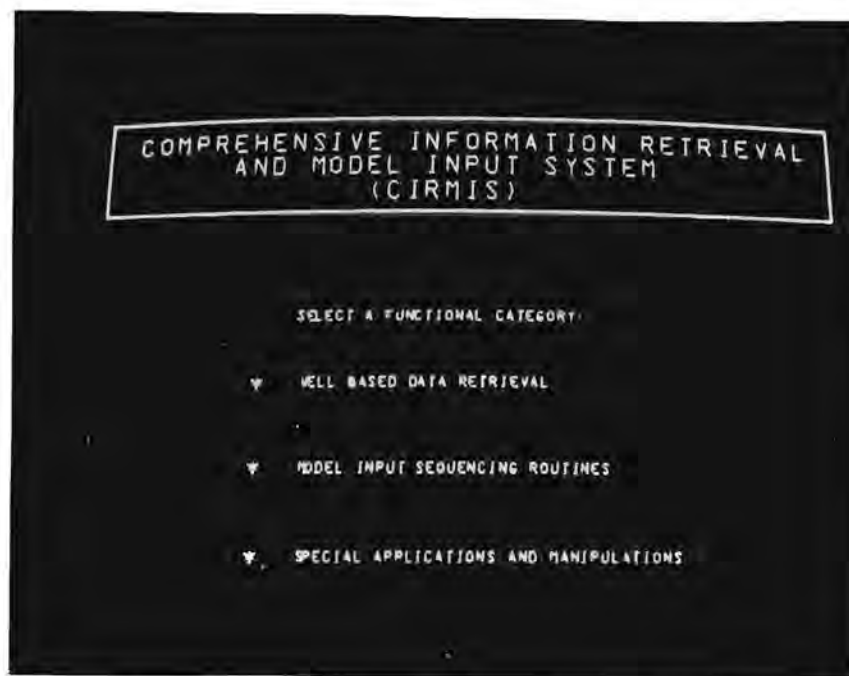 COMPREHENSIVE INFORMATION RETRIEVAL
AND MODEL INPUT SYSTEM
(CIRMIS)
SELECT A FUNCTIONAL CATEGORY:
* WELL BASED DATA RETRIEVAL
* MODEL INPUT SEQUENCING ROUTINES
* SPECIAL APPLICATIONS AND MANIPULATIONS